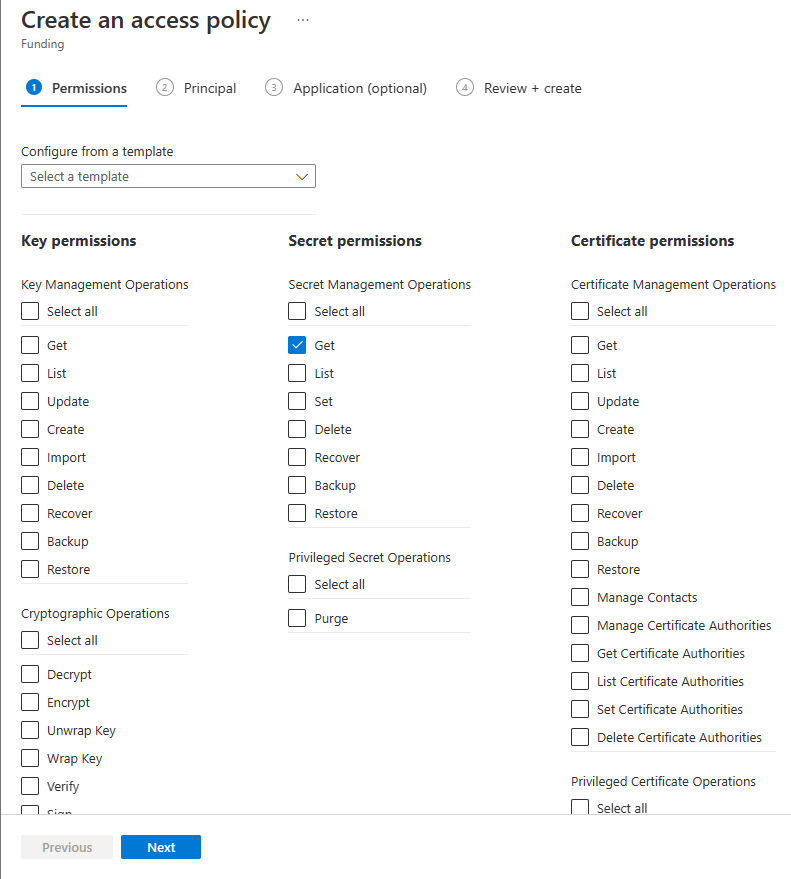 Create an access policy ...
Funding
1 Permissions 2 Principal 3 Application (optional) 4 Review + create
Configure from a template
Select a template
Key permissions
Key Management Operations
Select all
Get
List
Update
Create
Import
Delete
Recover
Backup
Restore
Cryptographic Operations
Select all
Decrypt
Encrypt
Unwrap Key
Wrap Key
Verify
Sign
Secret permissions
Secret Management Operations
Select all
Get
List
Set
Delete
Recover
Backup
Restore
Privileged Secret Operations
Select all
Purge
Certificate permissions
Certificate Management Operations
Select all
Get
List
Update
Create
Import
Delete
Recover
Backup
Restore
Manage Contacts
Manage Certificate Authorities
Get Certificate Authorities
List Certificate Authorities
Set Certificate Authorities
Delete Certificate Authorities
Privileged Certificate Operations
Select all
Previous Next